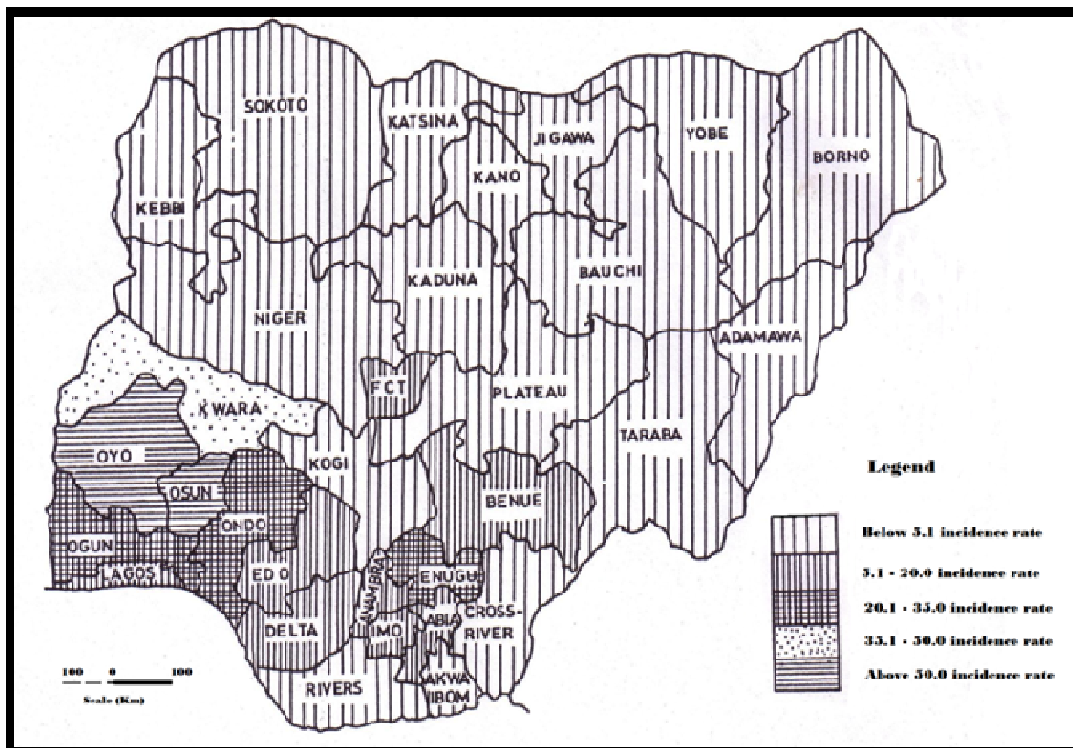 SOKOTO
KATSINA
JIGAWA
YOBE
BORNO
KANO
KEBBI
KADUNA
BAUCHI
NIGER
ADAMAWA
FCT
PLATEAU
KWARA
TARABA
OYO
KOGI
Legend
OSUN
BENUE
ONDO
Below 5.1 incidence rate
OGUN
LAGOS
EDO
ENUGU
5.1 - 20.0 incidence rate
ANAMBRA
20.1 - 35.0 incidence rate
DELTA
IMO
ABIA
CROSS-
RIVER
35.1 - 50.0 incidence rate
100 0 100
Scale (Km)
RIVERS
AKWA
IBOM
Above 50.0 incidence rate